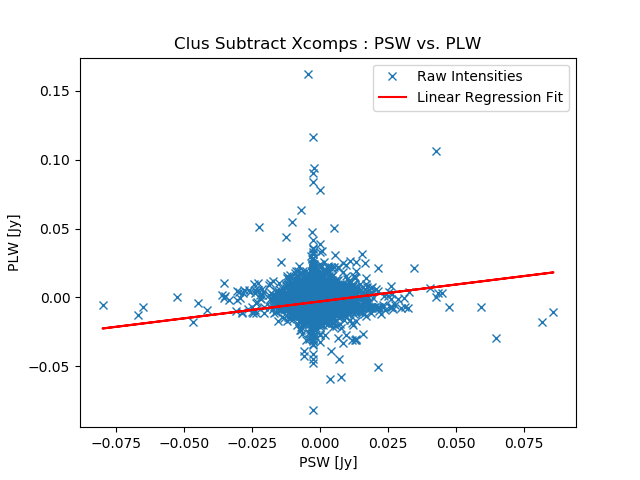 Clus Subtract Xcomps : PSW vs. PLW
Raw Intensities
Linear Regression Fit
0.15
0.10
0.05
0.00
−0.05
PLW [Jy]
−0.075 −0.050 −0.025 0.000 0.025 0.050 0.075
PSW [Jy]